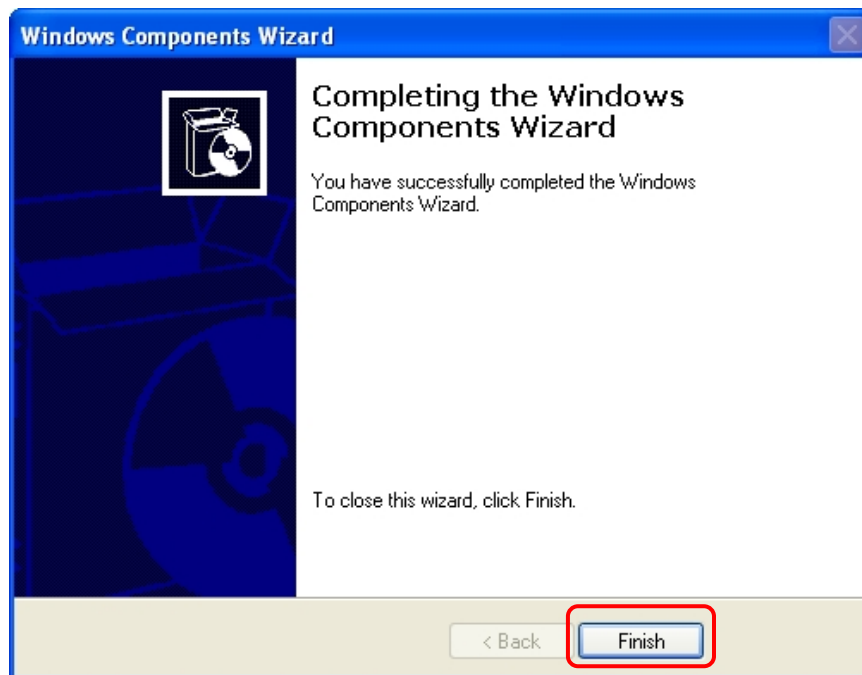 Windows Components Wizard
Completing the Windows
Components Wizard
You have successfully completed the Windows
Components Wizard.
To close this wizard, click Finish.
< Back
Finish